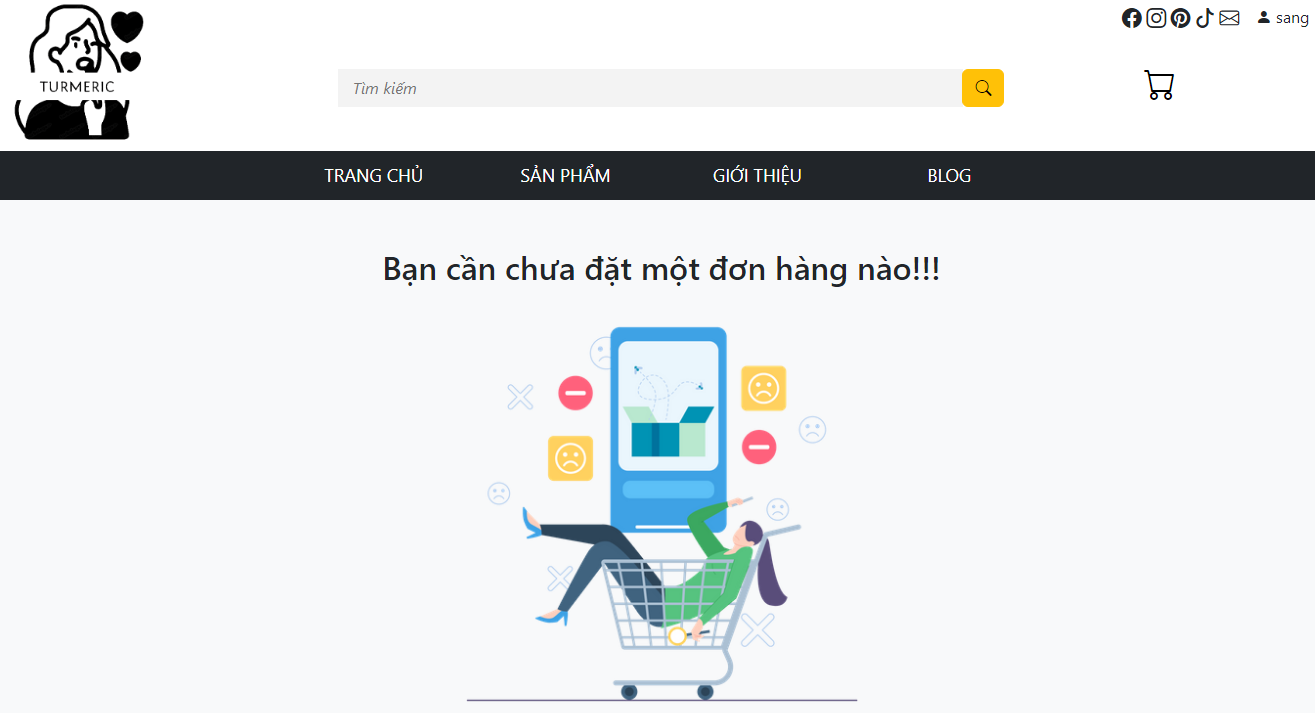 sang
TURMERIC
Tìm kiếm
TRANG CHỦ SẢN PHẨM GIỚI THIỆU BLOG
Bạn cần chưa đặt một đơn hàng nào!!!